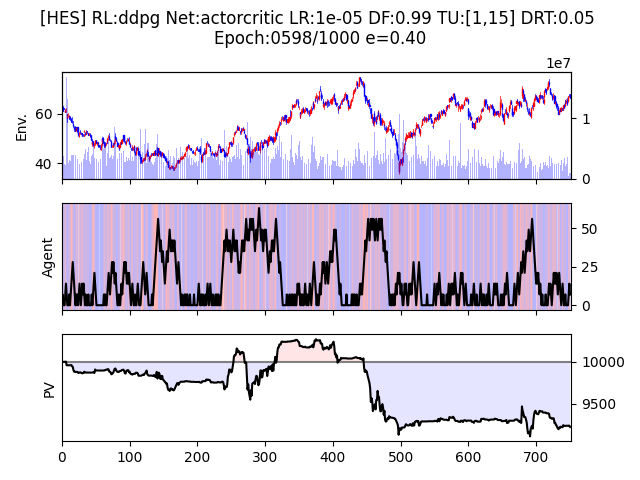 [HES] RL:ddpg Net:actorcritic LR:1e-05 DF:0.99 TU:[1,15] DRT:0.05
Epoch:0598/1000 e=0.40
1e7
Env.
60
40
1
0
Agent
50
25
0
PV
10000
9500
0 100 200 300 400 500 600 700